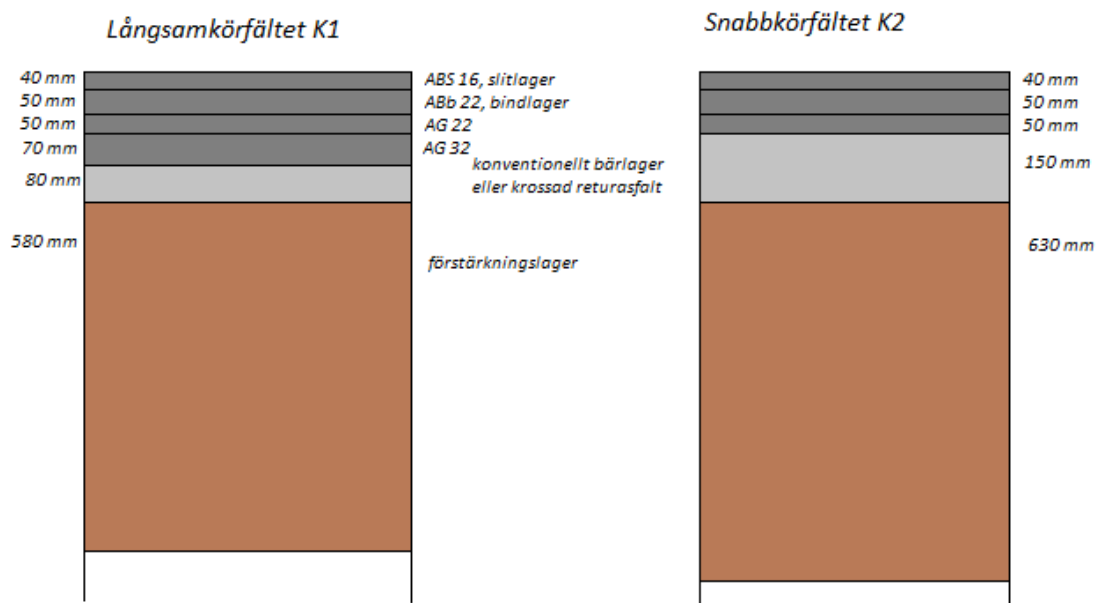 Långsamkörfältet K1
Snabbkörfältet K2
40 mm
ABS 16, slitlager
40 mm
50 mm
ABb 22, bindlager
50 mm
50 mm
AG 22
50 mm
70 mm
AG 32
konventionellt bärlager
eller krossad returasfalt
80 mm
150 mm
580 mm
förstärkningslager
630 mm